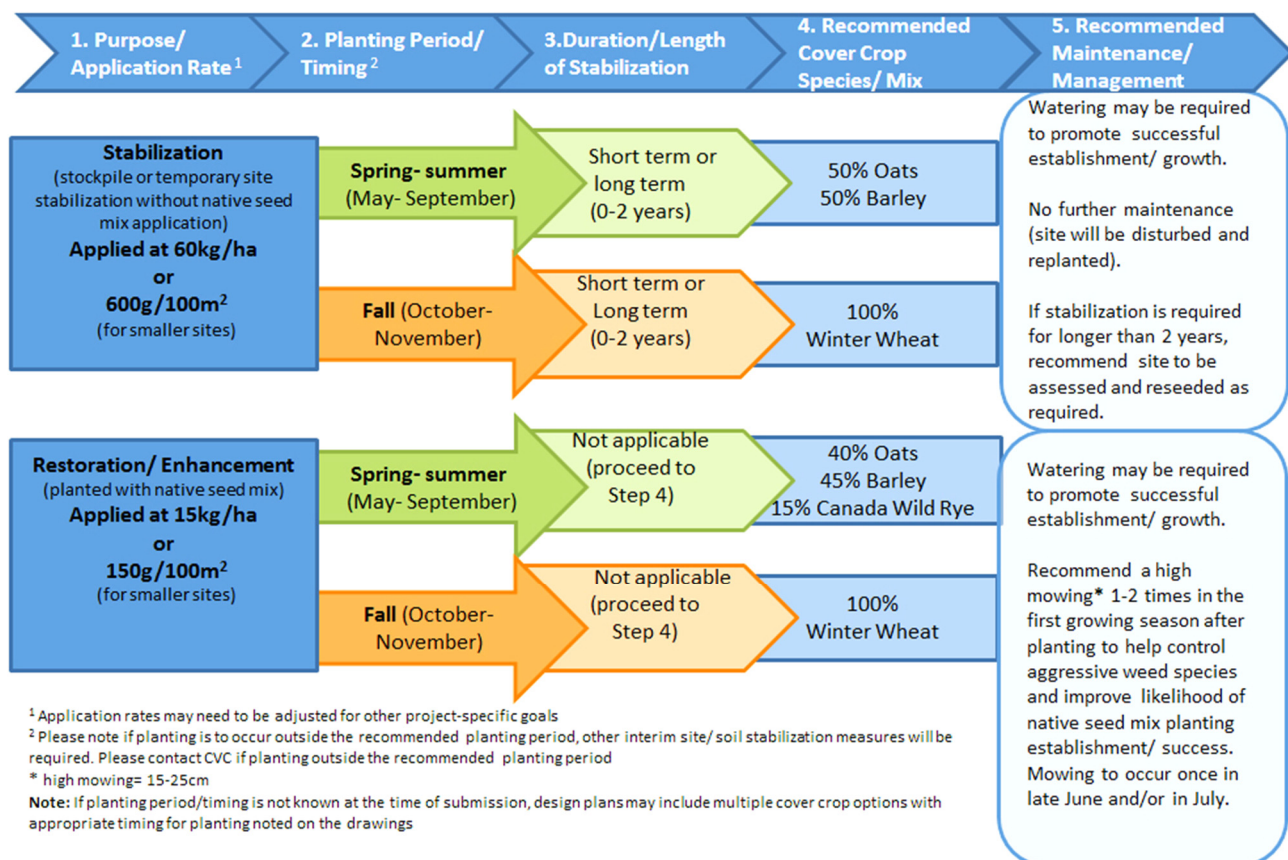 1. Purpose/
Application Rate¹
2. Planting Period/
Timing²
3.Duration/Length
of Stabilization
4. Recommended
Cover Crop
Species/ Mix
5. Recommended
Maintenance/
Management
Stabilization
(stockpile or temporary site
stabilization without native seed
mix application)
Applied at 60kg/ha
or
600g/100m²
(for smaller sites)
Spring- summer
(May- September)
Short term or
long term
(0-2 years)
50% Oats
50% Barley
Fall (October-
November)
Short term or
Long term
(0-2 years)
100%
Winter Wheat
Watering may be required
to promote successful
establishment/ growth.
No further maintenance
(site will be disturbed and
replanted).
If stabilization is required
for longer than 2 years,
recommend site to be
assessed and reseeded as
required.
Restoration/ Enhancement
(planted with native seed mix)
Applied at 15kg/ha
or
150g/100m²
(for smaller sites)
Spring- summer
(May- September)
Not applicable
(proceed to
Step 4)
40% Oats
45% Barley
15% Canada Wild Rye
Fall (October-
November)
Not applicable
(proceed to
Step 4)
100%
Winter Wheat
Watering may be required
to promote successful
establishment/ growth.
Recommend a high
mowing* 1-2 times in the
first growing season after
planting to help control
aggressive weed species
and improve likelihood of
native seed mix planting
establishment/ success.
Mowing to occur once in
late June and/or in July.
¹ Application rates may need to be adjusted for other project-specific goals
² Please note if planting is to occur outside the recommended planting period, other interim site/ soil stabilization measures will be
required. Please contact CVC if planting outside the recommended planting period
* high mowing= 15-25cm
Note: If planting period/timing is not known at the time of submission, design plans may include multiple cover crop options with
appropriate timing for planting noted on the drawings